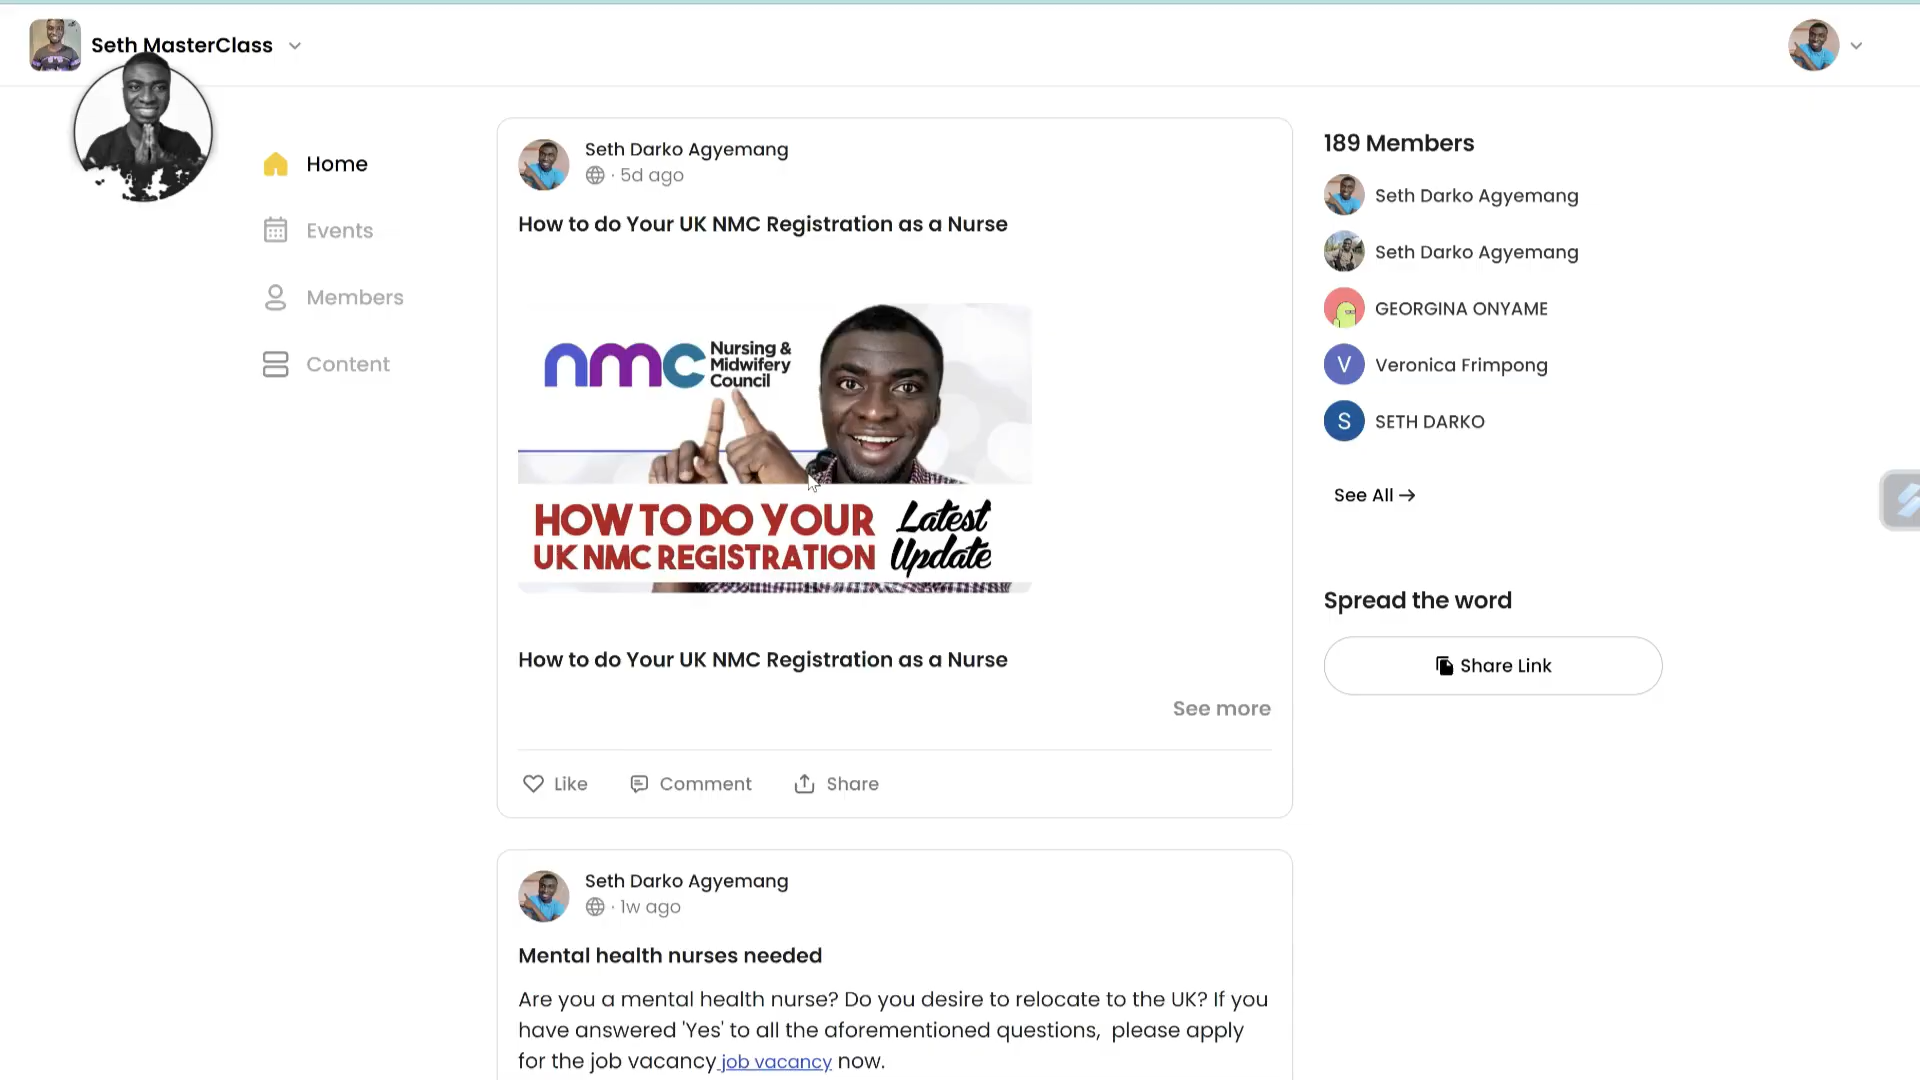 Seth MasterClass
Home
Events
Members
Content
Seth Darko Agyemang
· 5d ago
How to do Your UK NMC Registration as a Nurse
nmc Nursing &
Midwifery
Council
HOW TO DO YOUR Latest
UK NMC REGISTRATION Update
How to do Your UK NMC Registration as a Nurse
See more
Like
Comment
Share
Seth Darko Agyemang
· 1w ago
Mental health nurses needed
Are you a mental health nurse? Do you desire to relocate to the UK? If you
have answered 'Yes' to all the aforementioned questions, please apply
for the job vacancy job vacancy now.
189 Members
Seth Darko Agyemang
Seth Darko Agyemang
GEORGINA ONYAME
V Veronica Frimpong
S SETH DARKO
See All →
Spread the word
Share Link